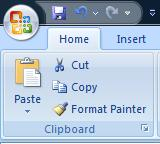 Home Insert
Cut
Copy
Paste
Format Painter
Clipboard